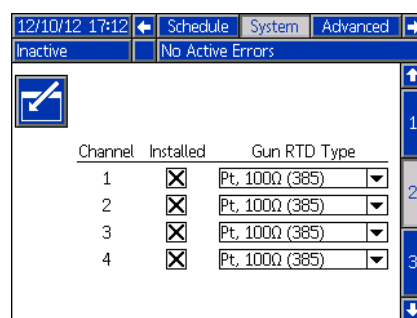 12/10/12 17:12 Schedule System Advanced
Inactive No Active Errors
1
Channel Installed Gun RTD Type
1 Pt, 100Ω (385)
2 Pt, 100Ω (385)
2
3 Pt, 100Ω (385)
4 Pt, 100Ω (385)
3